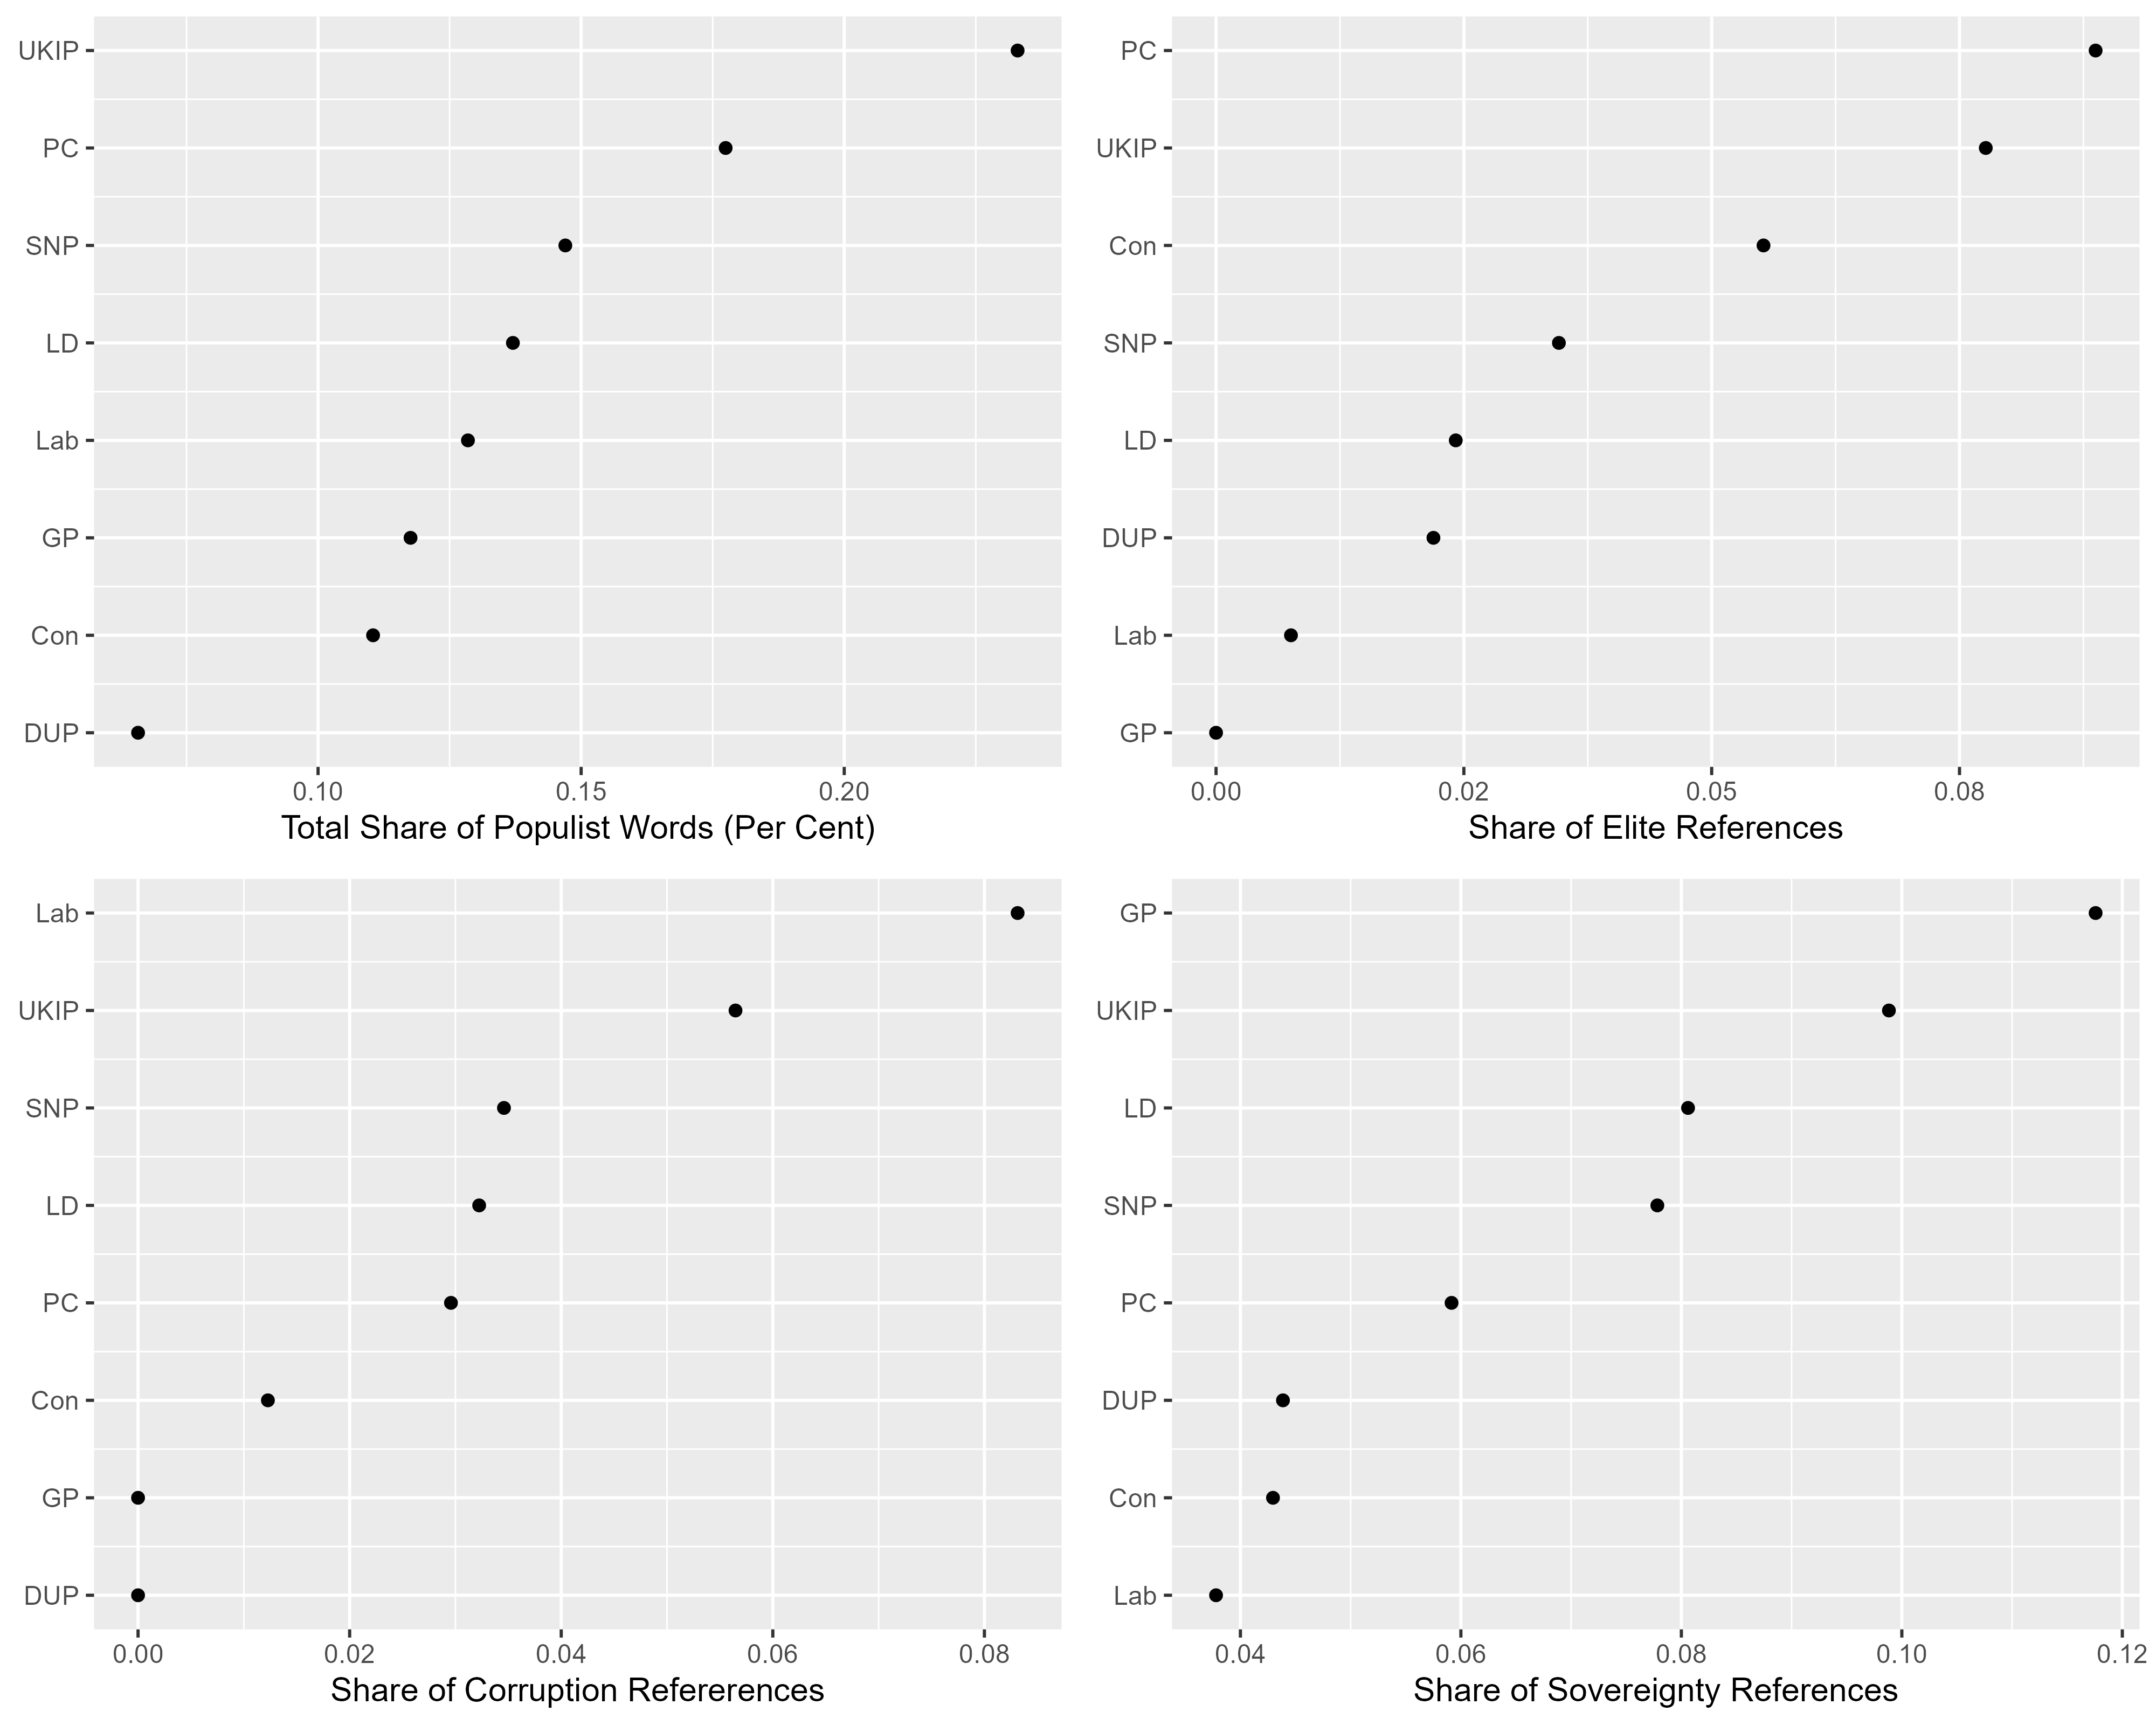 UKIP
PC
SNP
LD
Lab
GP
Con
DUP
0.10 0.15 0.20
Total Share of Populist Words (Per Cent)
PC
UKIP
Con
SNP
LD
DUP
Lab
GP
0.00 0.02 0.05 0.08
Share of Elite References
Lab
UKIP
SNP
LD
PC
Con
GP
DUP
0.00 0.02 0.04 0.06 0.08
Share of Corruption Refererences
GP
UKIP
LD
SNP
PC
DUP
Con
Lab
0.04 0.06 0.08 0.10 0.12
Share of Sovereignty References